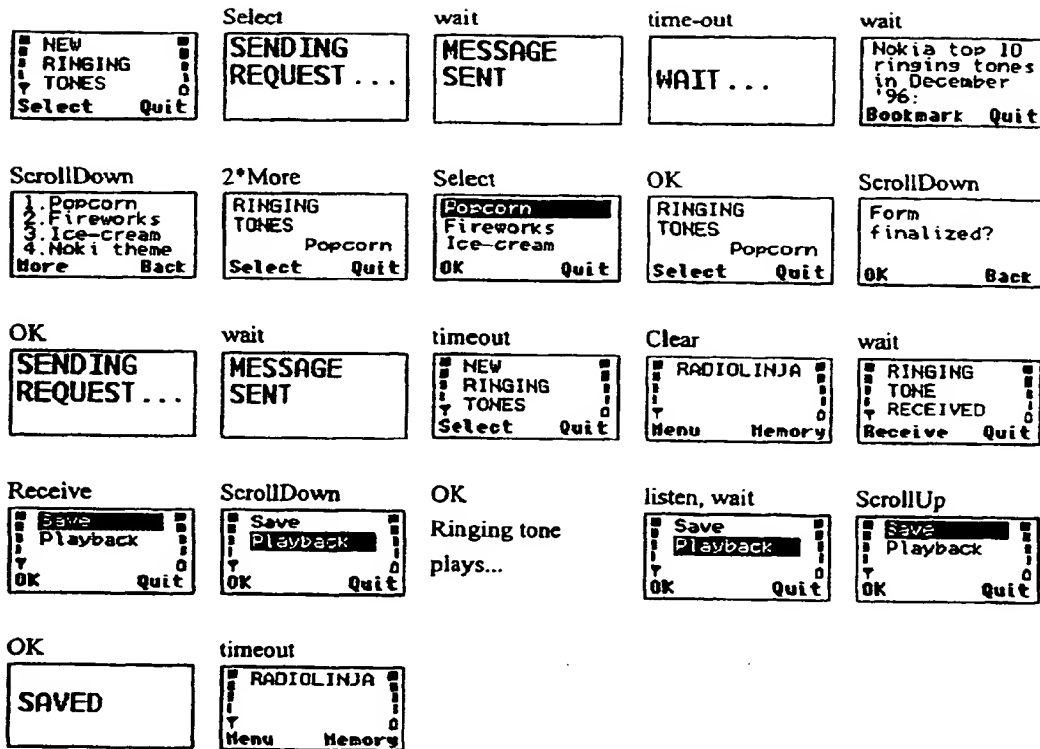 Select
wait
time-out
wait
NEW
RINGING
TONES
Select Quit
SENDING
REQUEST...
MESSAGE
SENT
WAIT...
Nokia top 10
ringing tones
in December
'96:
Bookmark Quit
ScrollDown
2*More
Select
OK
ScrollDown
1.Popcorn
2.Fireworks
3.Ice-cream
4.Noki theme
More Back
RINGING
TONES
Popcorn
Select Quit
Popcorn
Fireworks
Ice-cream
OK Quit
RINGING
TONES
Popcorn
Select Quit
Form
finalized?
OK Back
OK
wait
timeout
Clear
wait
SENDING
REQUEST...
MESSAGE
SENT
NEW
RINGING
TONES
Select Quit
RADIOLINJA
Menu Memory
RINGING
TONE
RECEIVED
Receive Quit
Receive
ScrollDown
OK
listen, wait
ScrollUp
Save
Playback
OK Quit
Save
Playback
OK Quit
Ringing tone
plays...
Save
Playback
OK Quit
Save
Playback
OK Quit
OK
timeout
SAVED
RADIOLINJA
Menu Memory